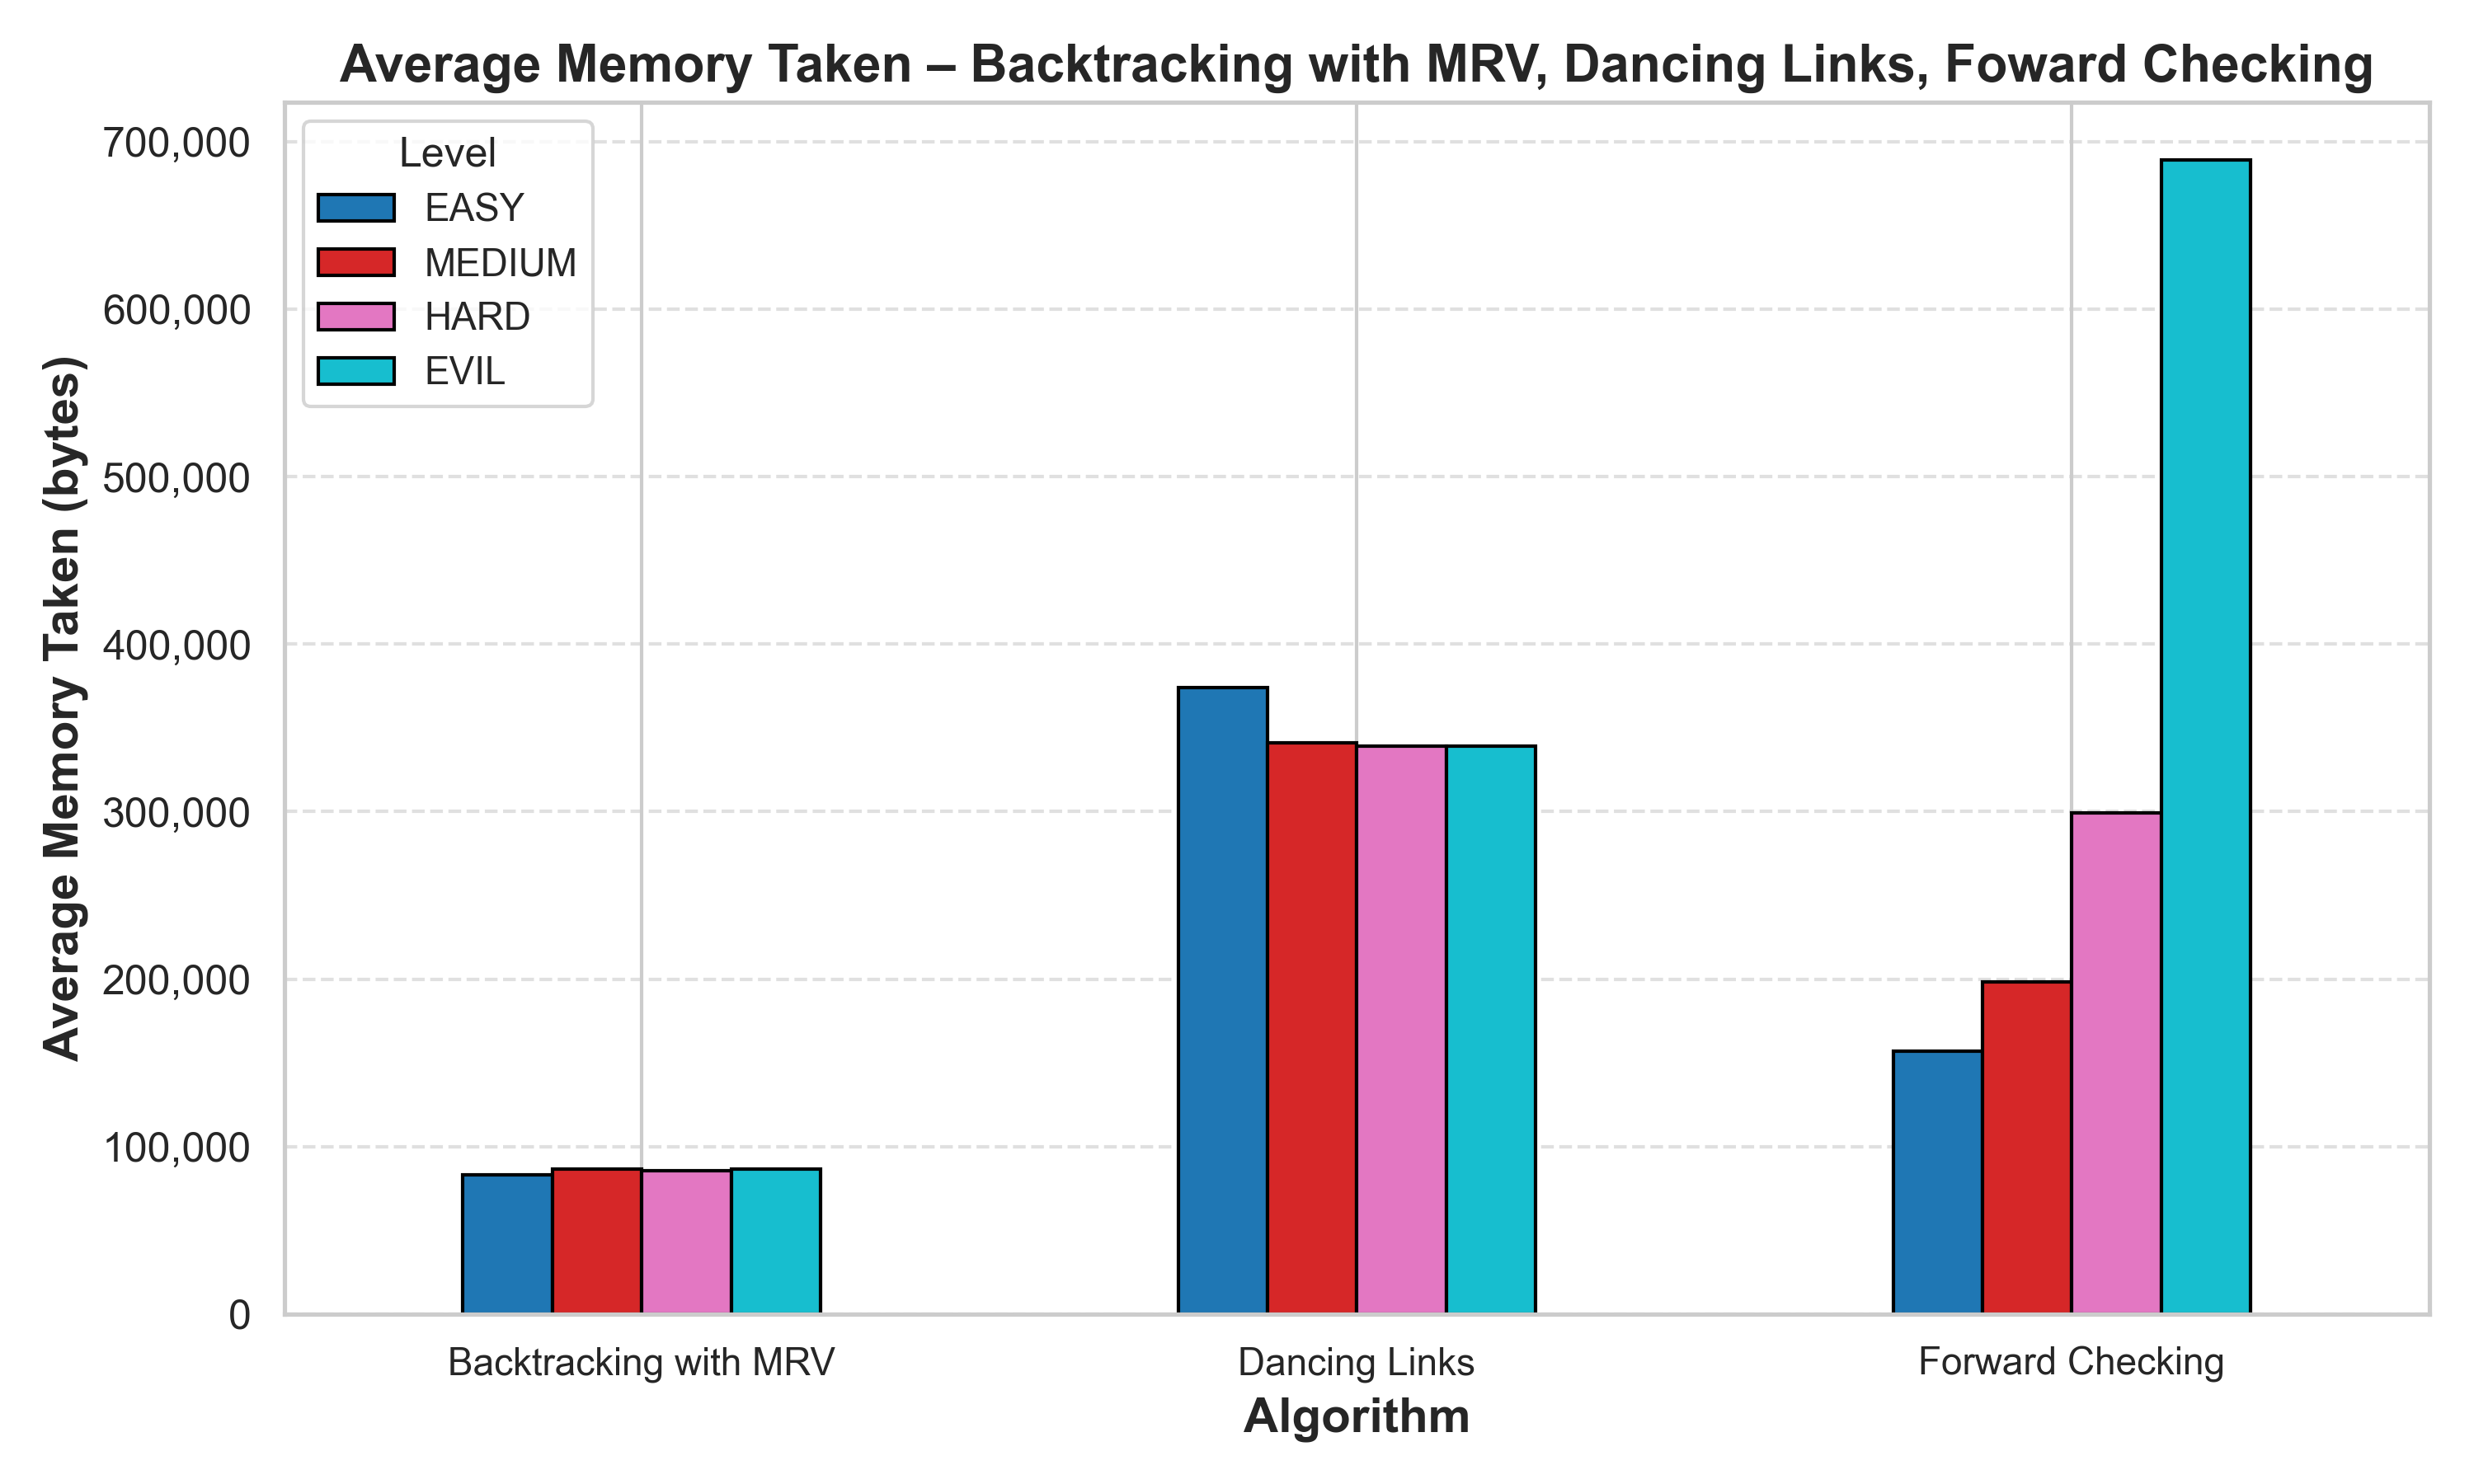 Average Memory Taken – Backtracking with MRV, Dancing Links, Foward Checking
Level
EASY
MEDIUM
HARD
EVIL
Average Memory Taken (bytes)
700,000
600,000
500,000
400,000
300,000
200,000
100,000
0
Backtracking with MRV
Dancing Links
Forward Checking
Algorithm